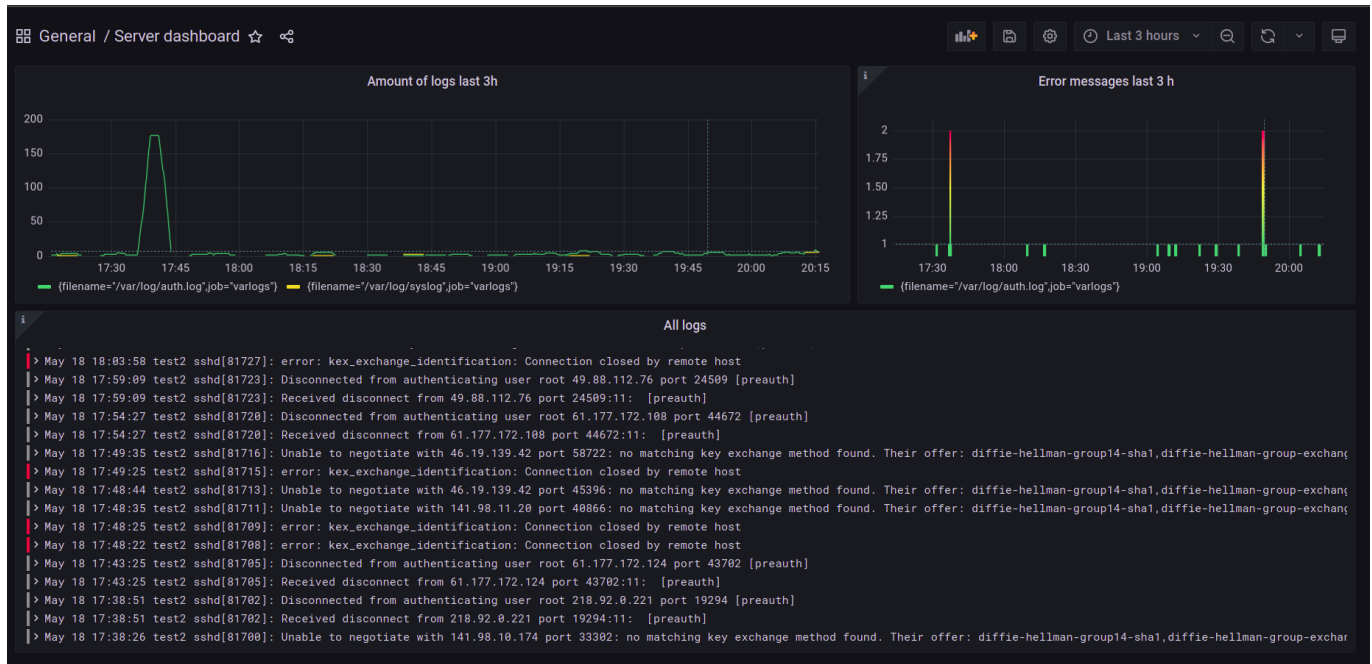 General / Server dashboard
Last 3 hours
Amount of logs last 3h
200
150
100
50
0
17:30 17:45 18:00 18:15 18:30 18:45 19:00 19:15 19:30 19:45 20:00 20:15
{filename="/var/log/auth.log",job="varlogs"} {filename="/var/log/syslog",job="varlogs"}
i
Error messages last 3 h
2
1.75
1.50
1.25
1
17:30 18:00 18:30 19:00 19:30 20:00
{filename="/var/log/auth.log",job="varlogs"}
i
All logs
> May 18 18:03:58 test2 sshd[81727]: error: kex_exchange_identification: Connection closed by remote host
> May 18 17:59:09 test2 sshd[81723]: Disconnected from authenticating user root 49.88.112.76 port 24509 [preauth]
> May 18 17:59:09 test2 sshd[81723]: Received disconnect from 49.88.112.76 port 24509:11:  [preauth]
> May 18 17:54:27 test2 sshd[81720]: Disconnected from authenticating user root 61.177.172.108 port 44672 [preauth]
> May 18 17:54:27 test2 sshd[81720]: Received disconnect from 61.177.172.108 port 44672:11:  [preauth]
> May 18 17:49:35 test2 sshd[81716]: Unable to negotiate with 46.19.139.42 port 58722: no matching key exchange method found. Their offer: diffie-hellman-group14-sha1,diffie-hellman-group-exchang
> May 18 17:49:25 test2 sshd[81715]: error: kex_exchange_identification: Connection closed by remote host
> May 18 17:48:44 test2 sshd[81713]: Unable to negotiate with 46.19.139.42 port 45396: no matching key exchange method found. Their offer: diffie-hellman-group14-sha1,diffie-hellman-group-exchang
> May 18 17:48:35 test2 sshd[81711]: Unable to negotiate with 141.98.11.20 port 40866: no matching key exchange method found. Their offer: diffie-hellman-group14-sha1,diffie-hellman-group-exchang
> May 18 17:48:25 test2 sshd[81709]: error: kex_exchange_identification: Connection closed by remote host
> May 18 17:48:22 test2 sshd[81708]: error: kex_exchange_identification: Connection closed by remote host
> May 18 17:43:25 test2 sshd[81705]: Disconnected from authenticating user root 61.177.172.124 port 43702 [preauth]
> May 18 17:43:25 test2 sshd[81705]: Received disconnect from 61.177.172.124 port 43702:11:  [preauth]
> May 18 17:38:51 test2 sshd[81702]: Disconnected from authenticating user root 218.92.0.221 port 19294 [preauth]
> May 18 17:38:51 test2 sshd[81702]: Received disconnect from 218.92.0.221 port 19294:11:  [preauth]
> May 18 17:38:26 test2 sshd[81700]: Unable to negotiate with 141.98.10.174 port 33302: no matching key exchange method found. Their offer: diffie-hellman-group14-sha1,diffie-hellman-group-exchar